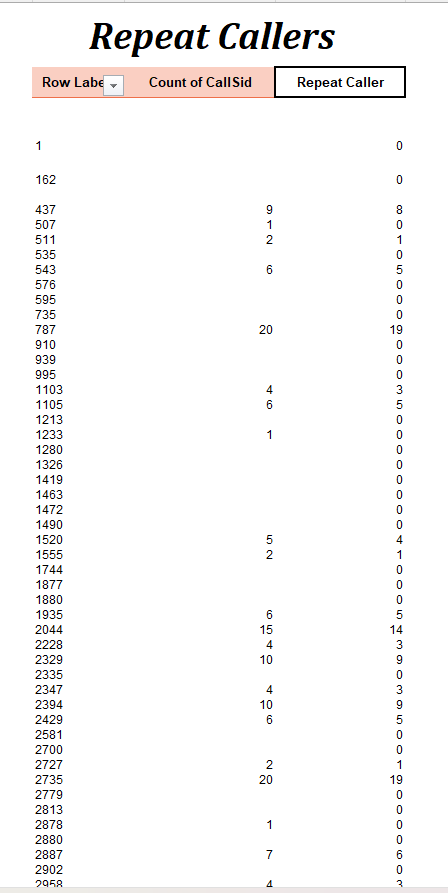 Repeat Callers
Row Labe Count of CallSid Repeat Caller
1 0
162 0
437 9 8
507 1 0
511 2 1
535 0
543 6 5
576 0
595 0
735 0
787 20 19
910 0
939 0
995 0
1103 4 3
1105 6 5
1213 0
1233 1 0
1280 0
1326 0
1419 0
1463 0
1472 0
1490 0
1520 5 4
1555 2 1
1744 0
1877 0
1880 0
1935 6 5
2044 15 14
2228 4 3
2329 10 9
2335 0
2347 4 3
2394 10 9
2429 6 5
2581 0
2700 0
2727 2 1
2735 20 19
2779 0
2813 0
2878 1 0
2880 0
2887 7 6
2902 0
2958 4 3